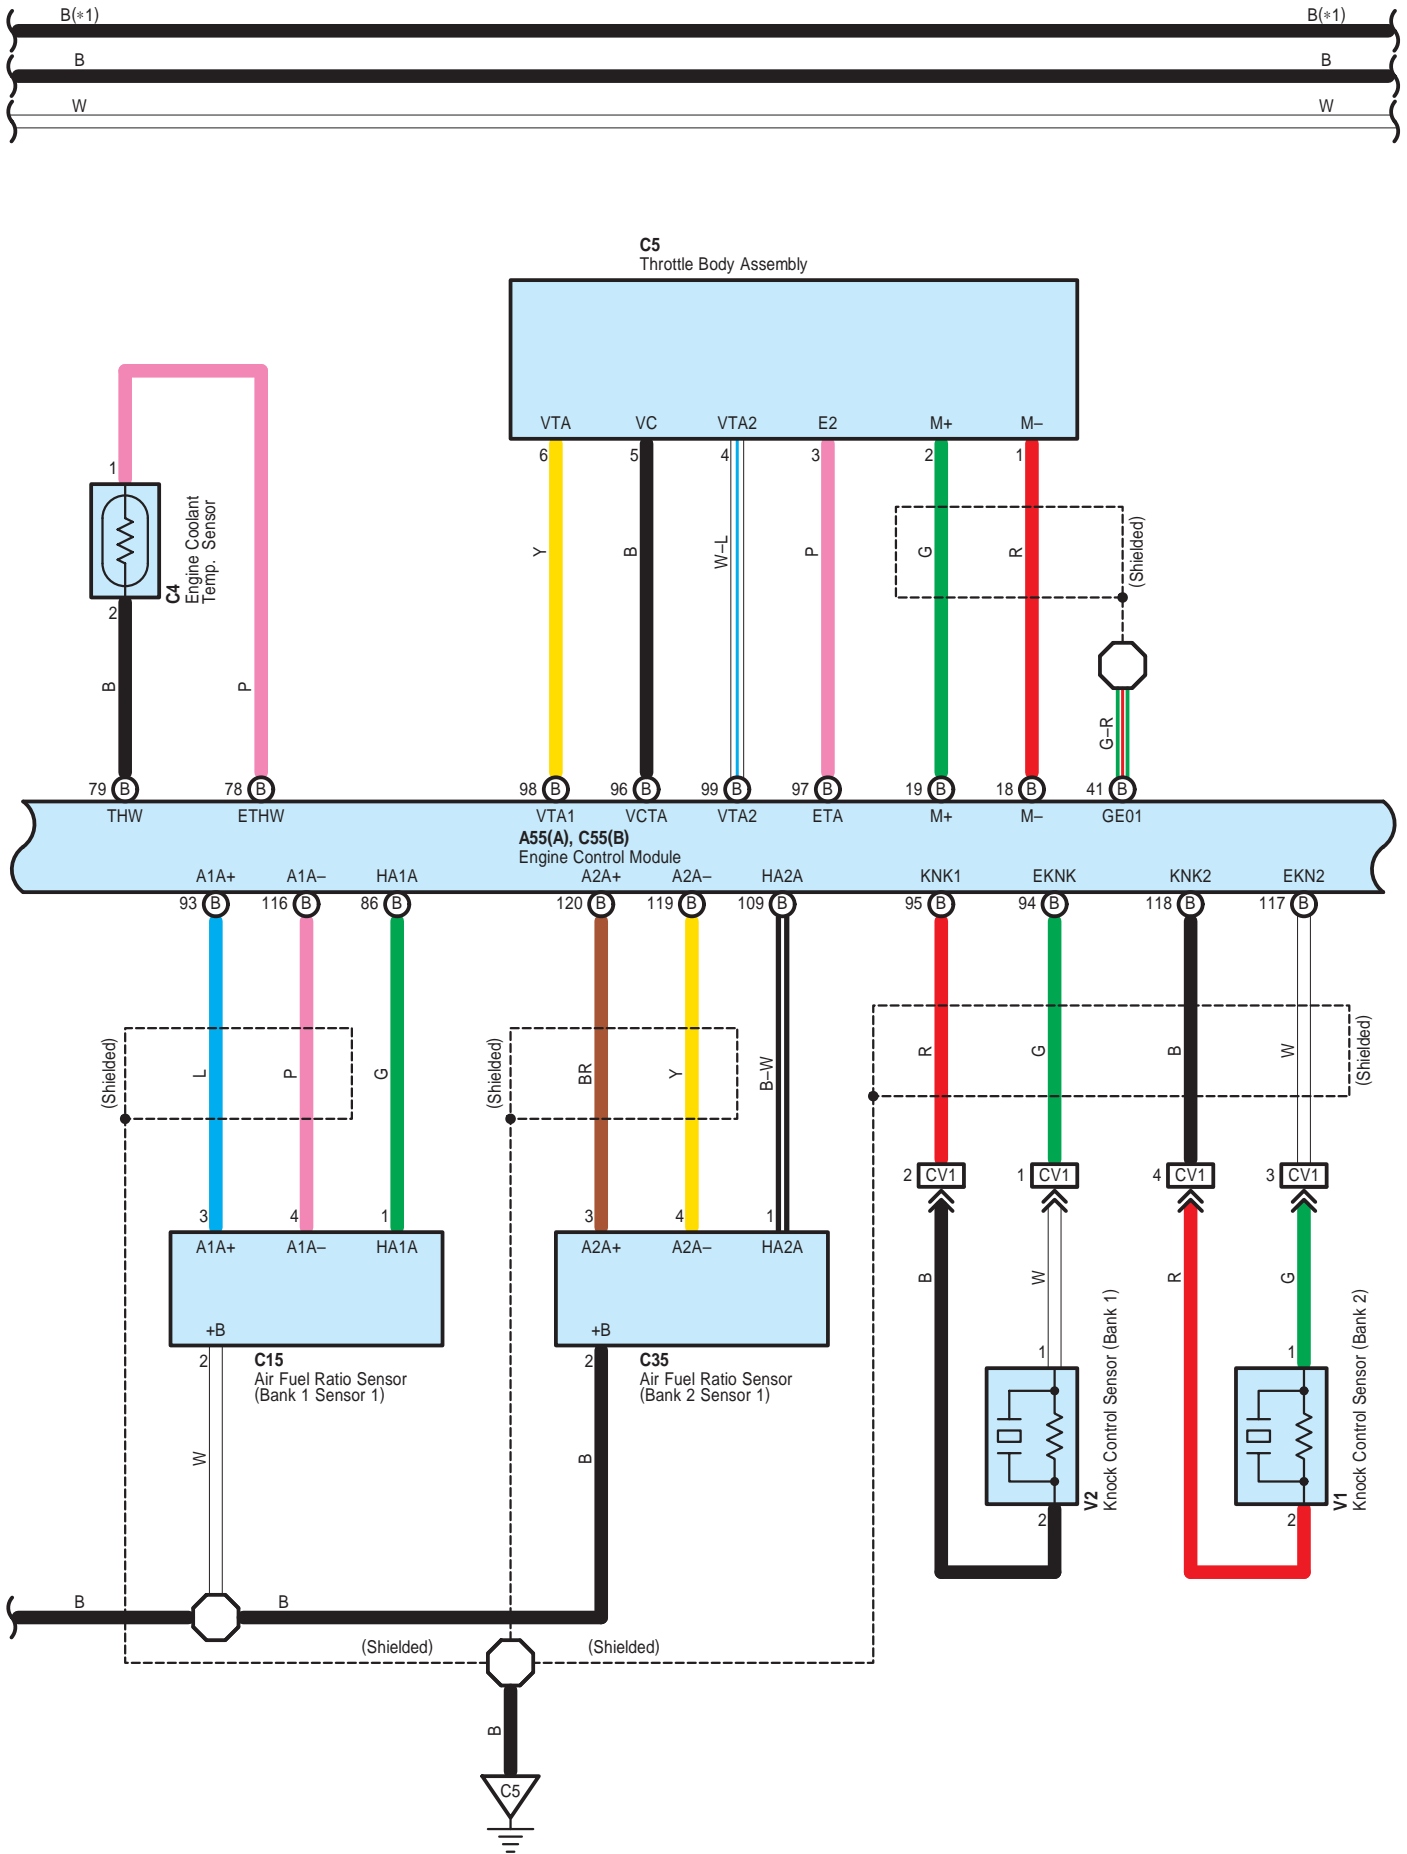 B(*1) B(*1)
B B
W W
C5
Throttle Body Assembly
VTA VC VTA2 E2 M+ M–
6 5 4 3 2 1
1
C4
Engine Coolant
Temp. Sensor
2
Y B W–L P G R (Shielded)
B P G–R
79 B 78 B 98 B 96 B 99 B 97 B 19 B 18 B 41 B
THW ETHW VTA1 VCTA VTA2 ETA M+ M– GE01
A55(A), C55(B)
Engine Control Module
A1A+ A1A– HA1A A2A+ A2A– HA2A KNK1 EKNK KNK2 EKN2
93 B 116 B 86 B 120 B 119 B 109 B 95 B 94 B 118 B 117 B
(Shielded) L P G (Shielded) BR Y B–W R G B W (Shielded)
2 CV1 1 CV1 4 CV1 3 CV1
3 4 1 3 4 1
A1A+ A1A– HA1A A2A+ A2A– HA2A
B W R G
+B +B
2 2
C15
Air Fuel Ratio Sensor
(Bank 1 Sensor 1)
C35
Air Fuel Ratio Sensor
(Bank 2 Sensor 1)
1 1
V2
Knock Control Sensor (Bank 1)
V1
Knock Control Sensor (Bank 2)
2 2
W B
B B
(Shielded) (Shielded)
B
C5